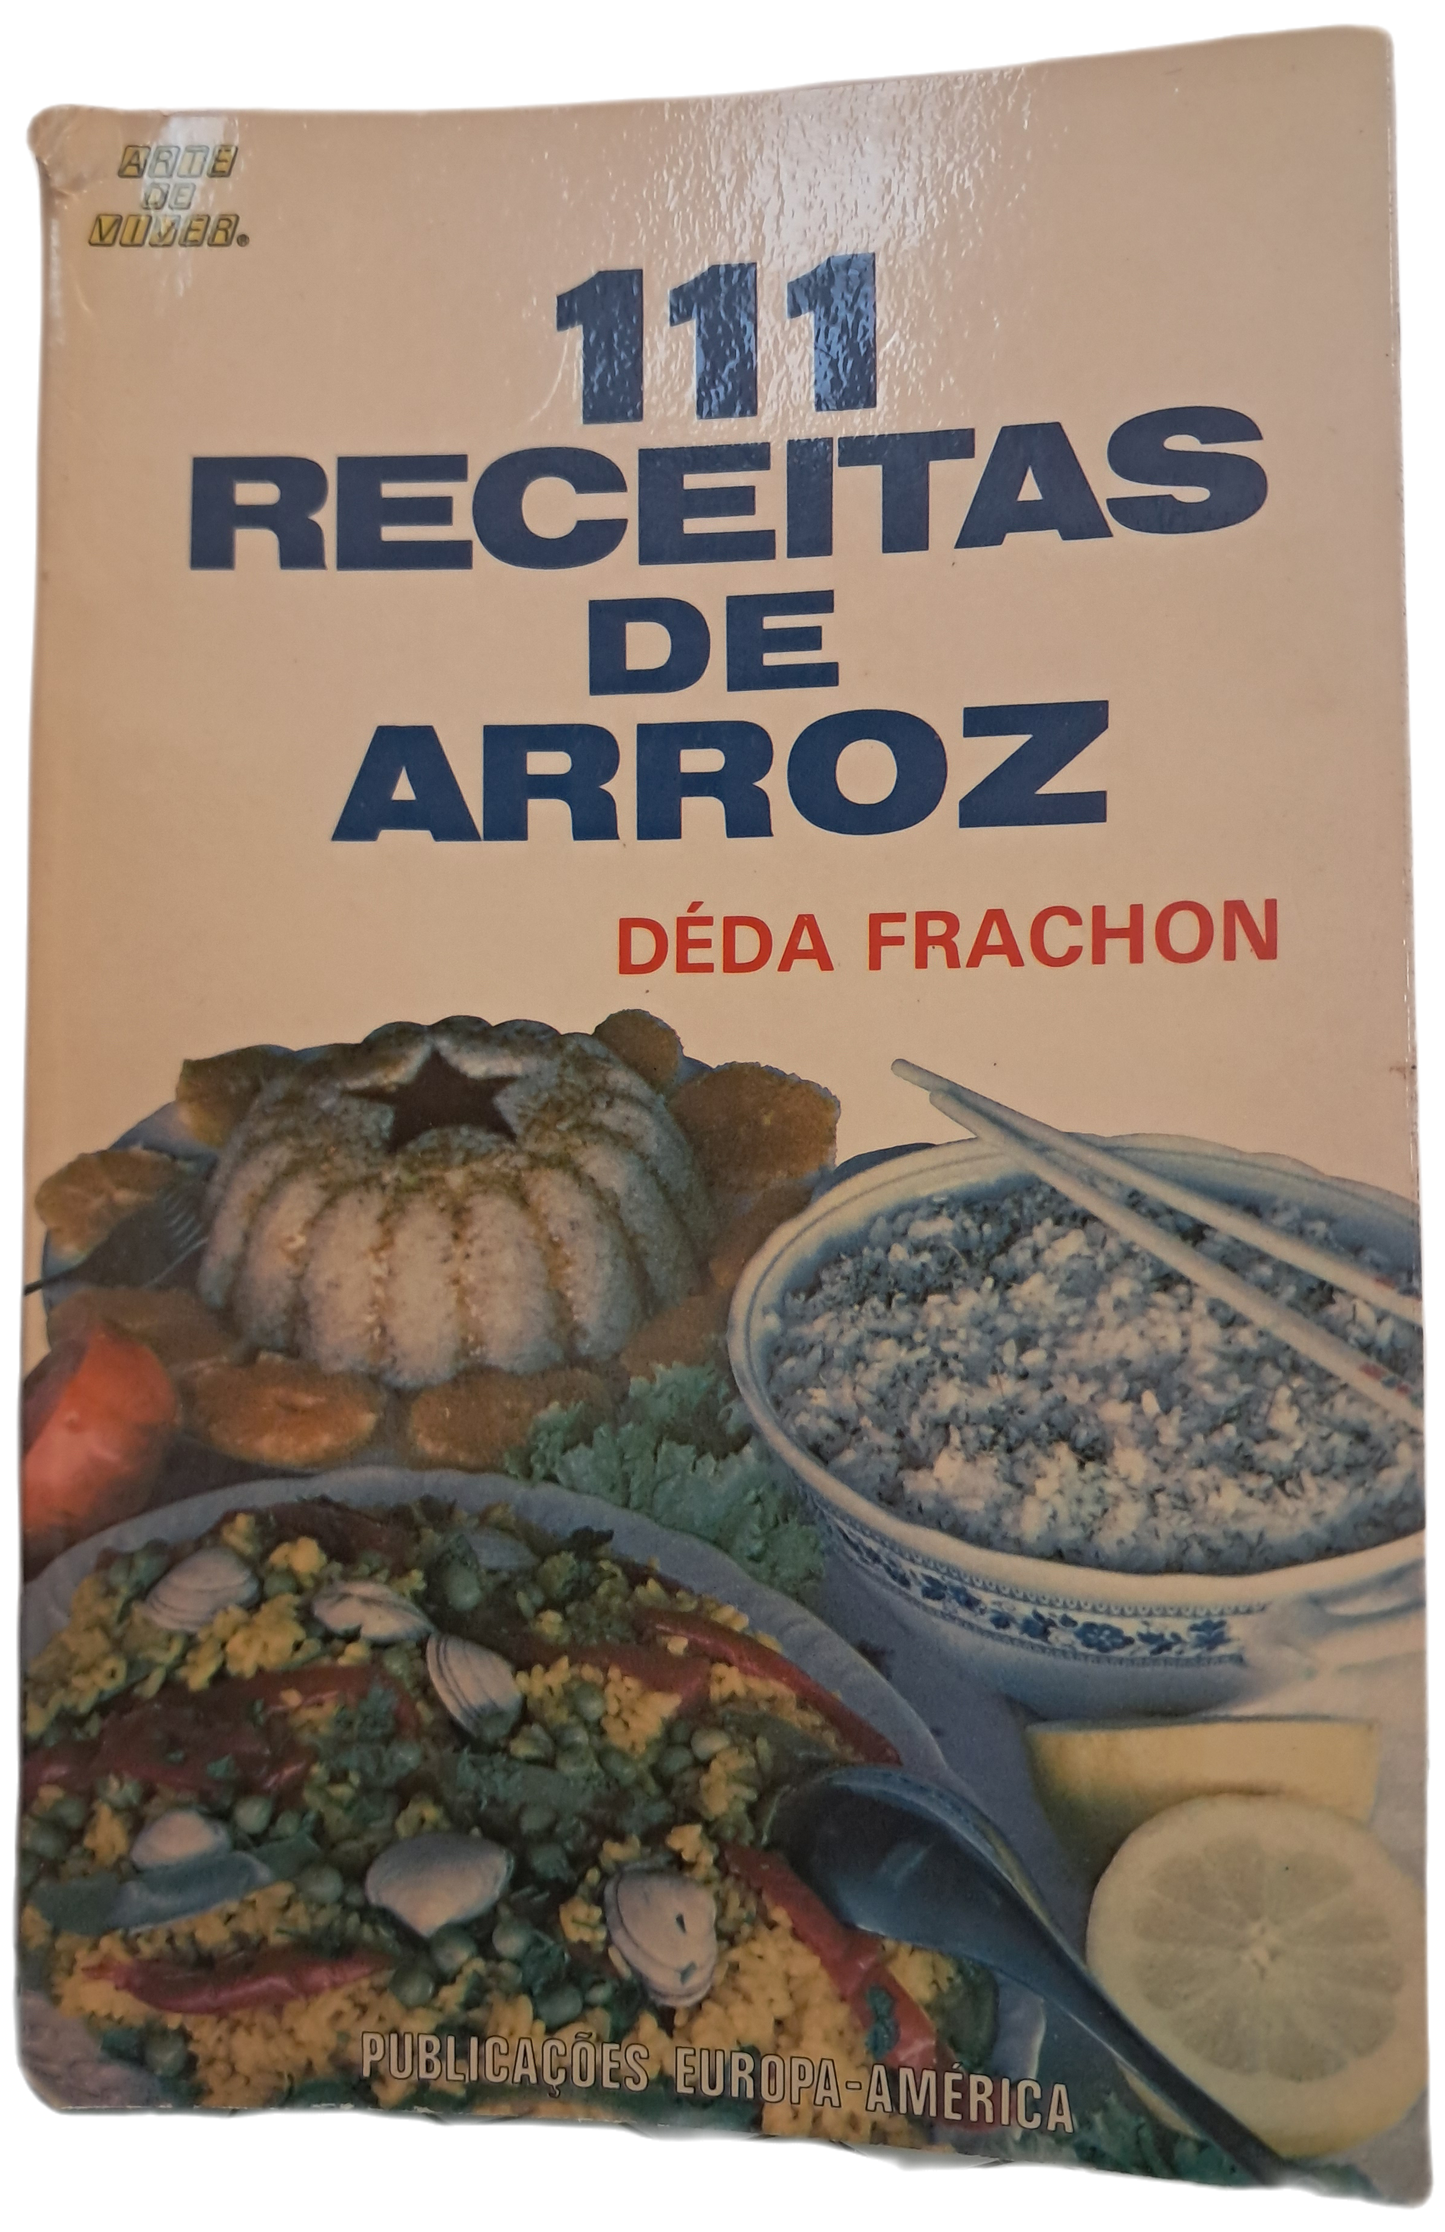 ARTE
DE
VIVER®
111
RECEITAS
DE
ARROZ
DÉDA FRACHON
PUBLICAÇÕES EUROPA-AMÉRICA